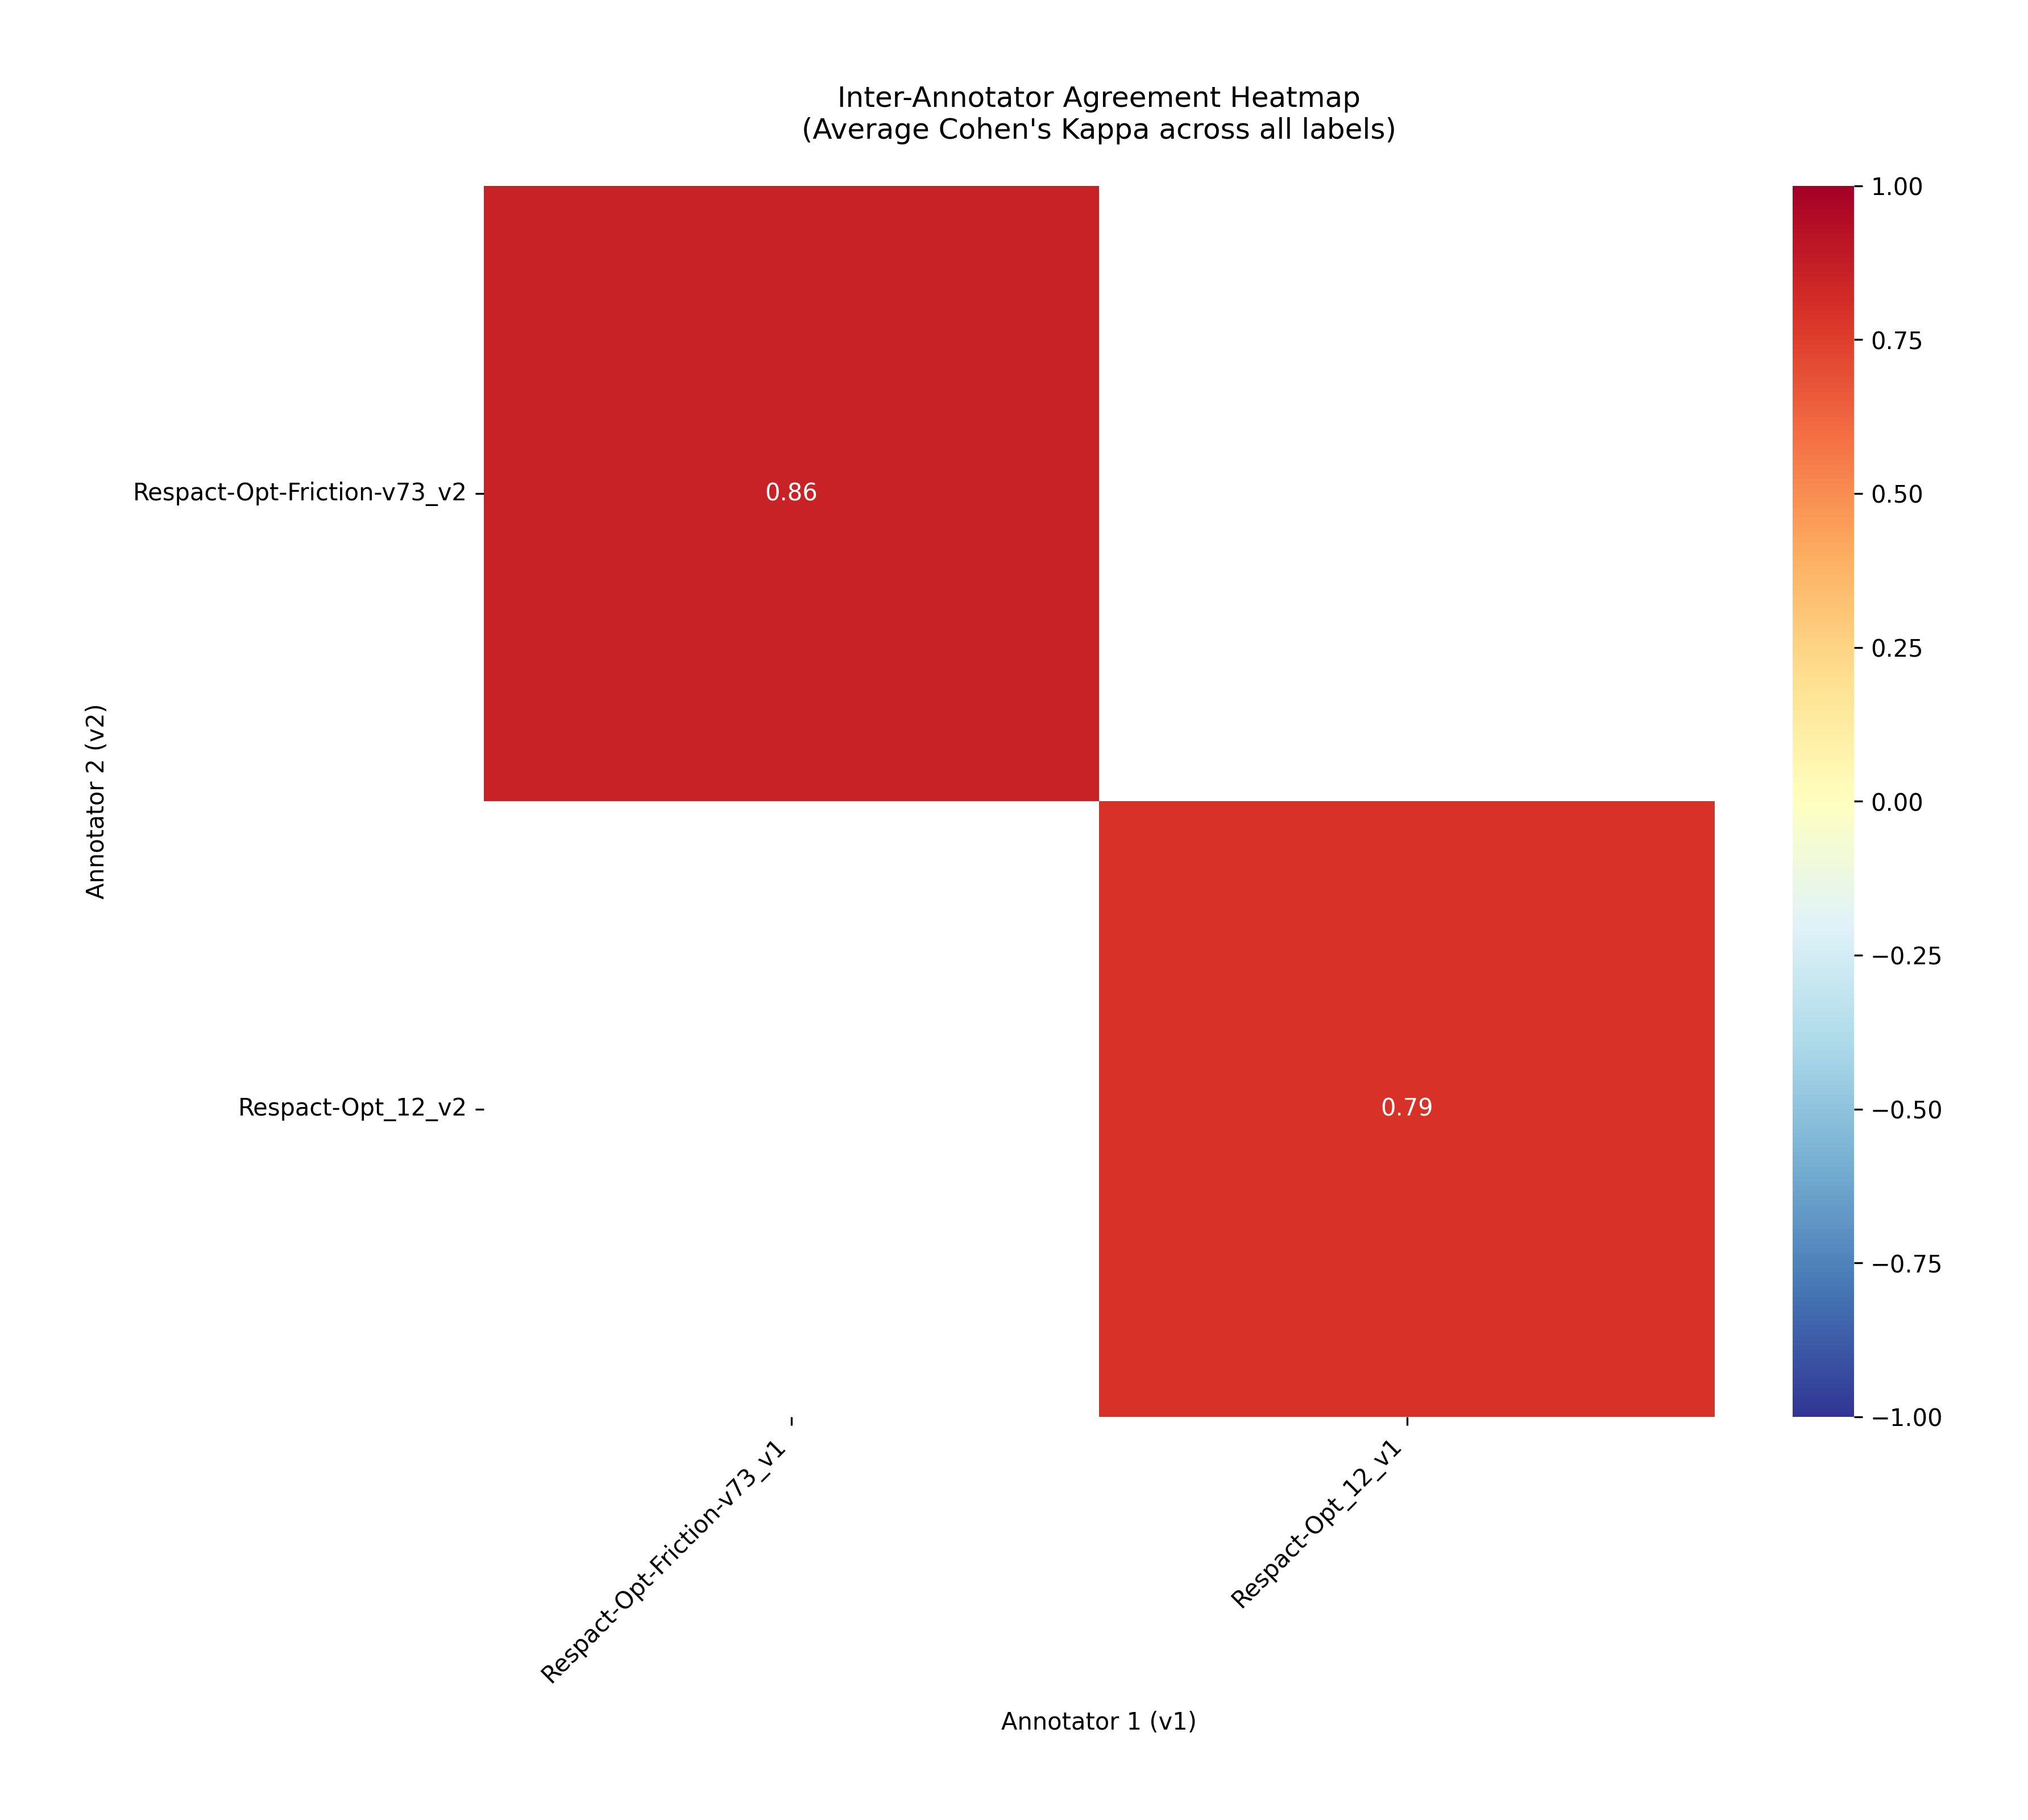 Inter-Annotator Agreement Heatmap
(Average Cohen's Kappa across all labels)
1.00
0.75
0.50
0.25
0.00
−0.25
−0.50
−0.75
−1.00
Annotator 2 (v2)
Respact-Opt-Friction-v73_v2
0.86
Respact-Opt_12_v2
0.79
Respact-Opt-Friction-v73_v1
Respact-Opt_12_v1
Annotator 1 (v1)